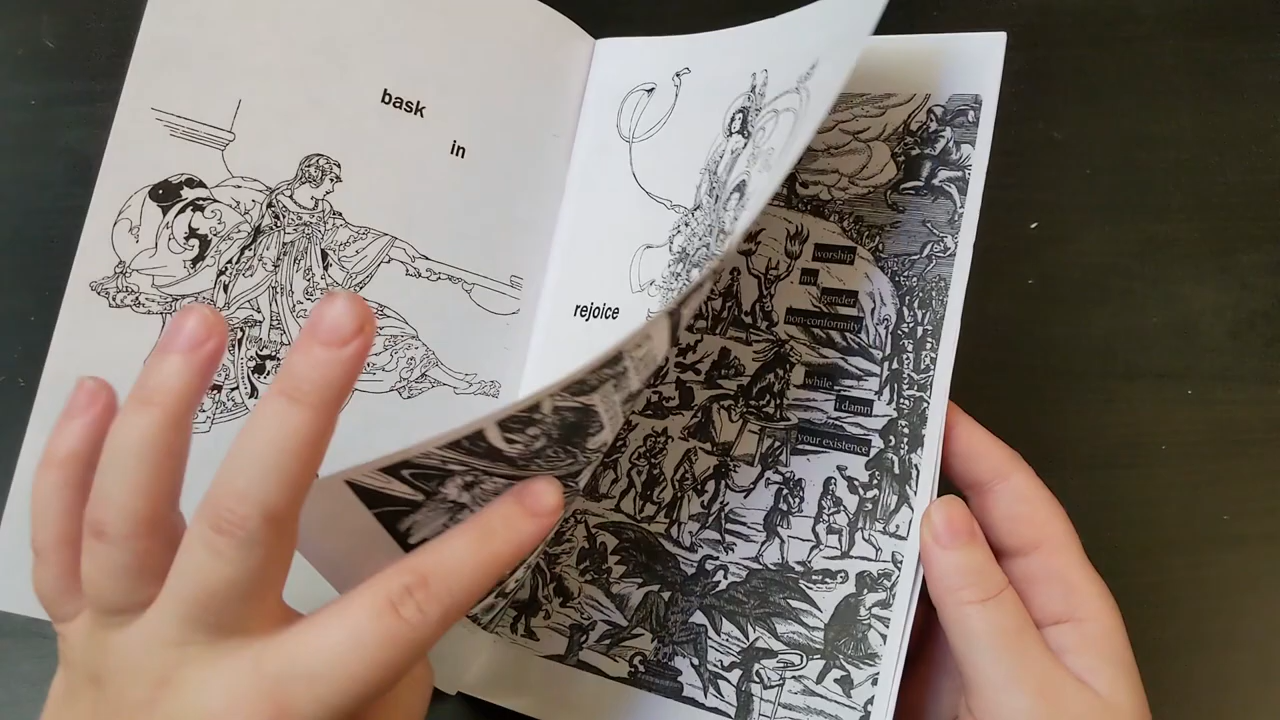 bask
in
rejoice
worship
my
gender
non-conformity
while
i damn
your existence